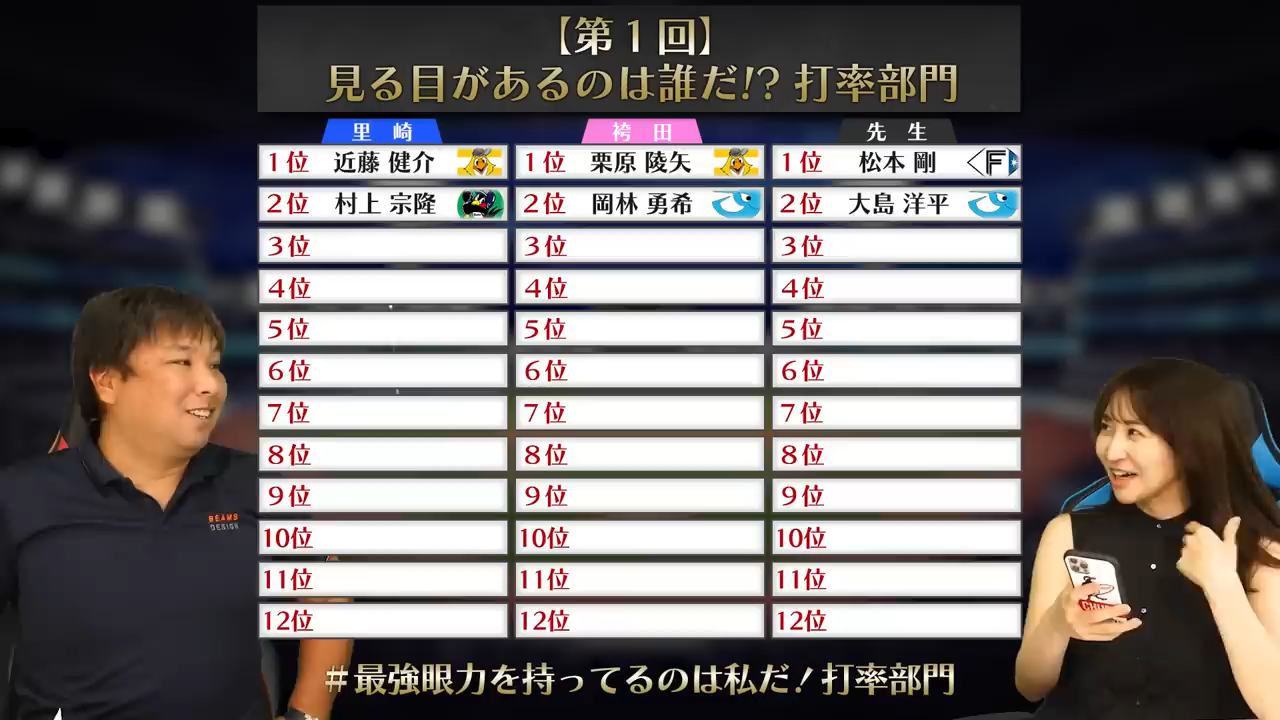 【第1回】
見る目があるのは誰だ!? 打率部門
里崎 袴田 先生
1位 近藤 健介 1位 栗原 陵矢 1位 松本 剛 F
2位 村上 宗隆 2位 岡林 勇希 2位 大島 洋平
3位 3位 3位
4位 4位 4位
5位 5位 5位
6位 6位 6位
7位 7位 7位
8位 8位 8位
9位 9位 9位
10位 10位 10位
11位 11位 11位
12位 12位 12位
BEAMS
DESIGN
#最強眼力を持ってるのは私だ!打率部門